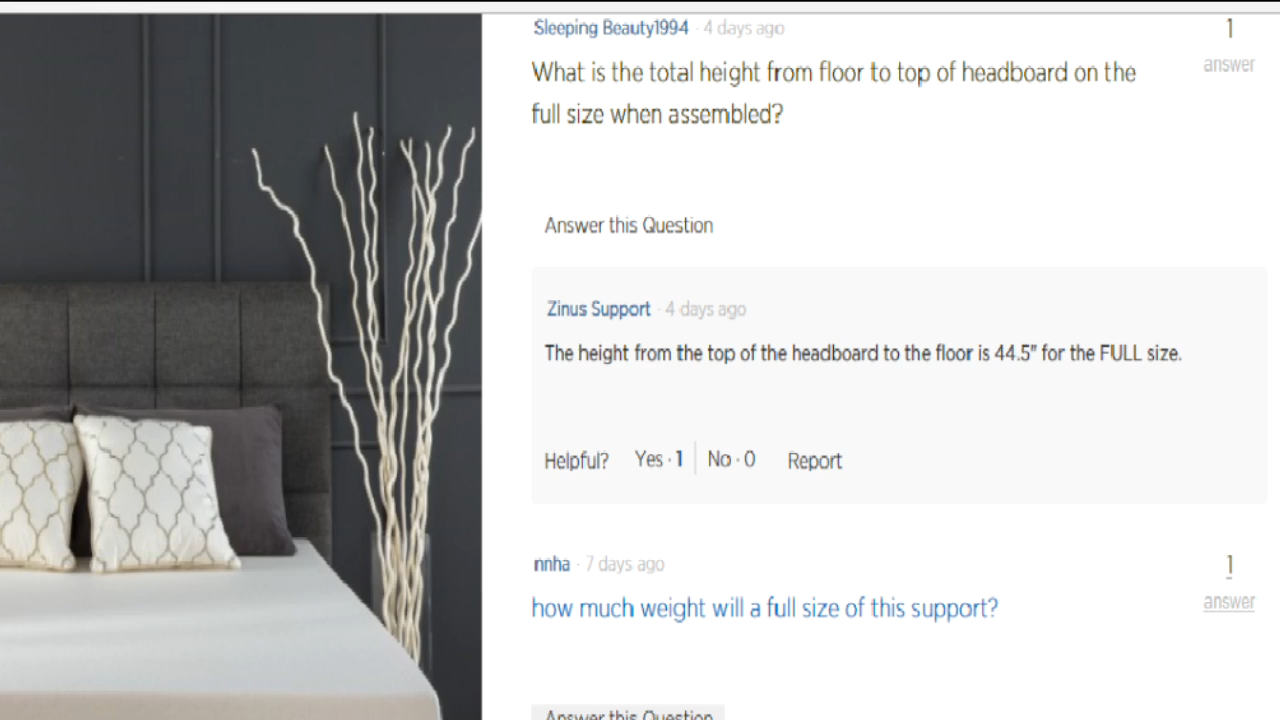 Sleeping Beauty1994 · 4 days ago
1
answer
What is the total height from floor to top of headboard on the
full size when assembled?
Answer this Question
Zinus Support · 4 days ago
The height from the top of the headboard to the floor is 44.5" for the FULL size.
Helpful? Yes · 1 No · 0 Report
nnha · 7 days ago
1
answer
how much weight will a full size of this support?
Answer this Question